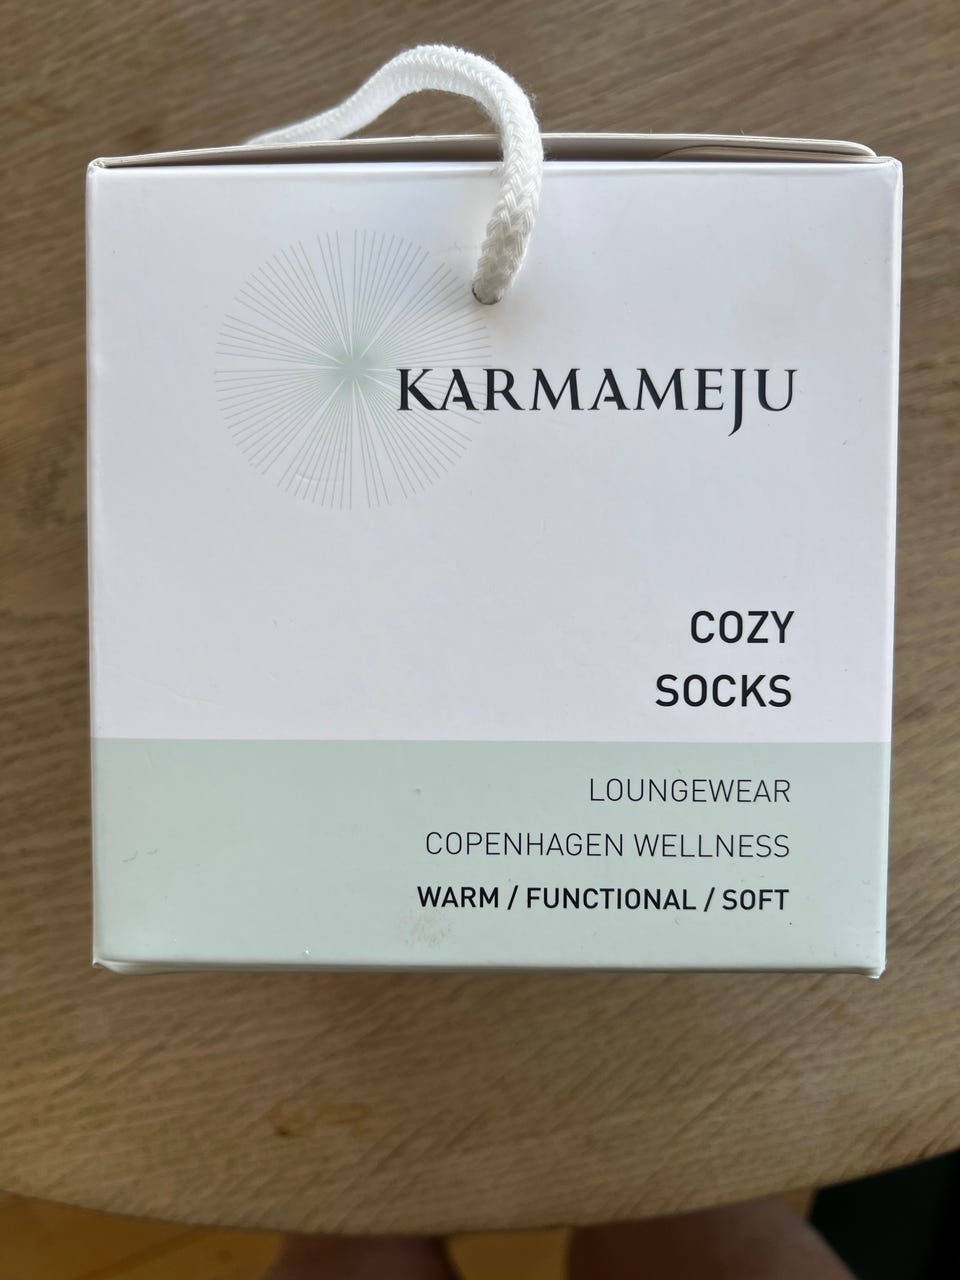 KARMAMEJU
COZY
SOCKS
LOUNGEWEAR
COPENHAGEN WELLNESS
WARM / FUNCTIONAL / SOFT